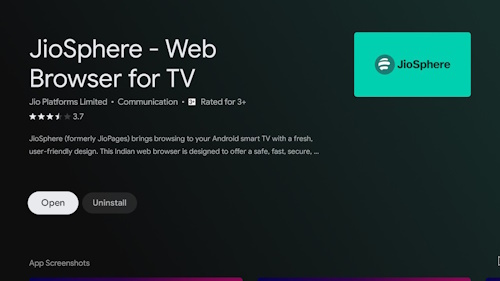 JioSphere - Web
Browser for TV
JioSphere
Jio Platforms Limited • Communication • 3+ Rated for 3+
3.7
JioSphere (formerly JioPages) brings browsing to your Android smart TV with a fresh,
user-friendly design. This Indian web browser is designed to offer a safe, fast, secure, ...
Open
Uninstall
App Screenshots